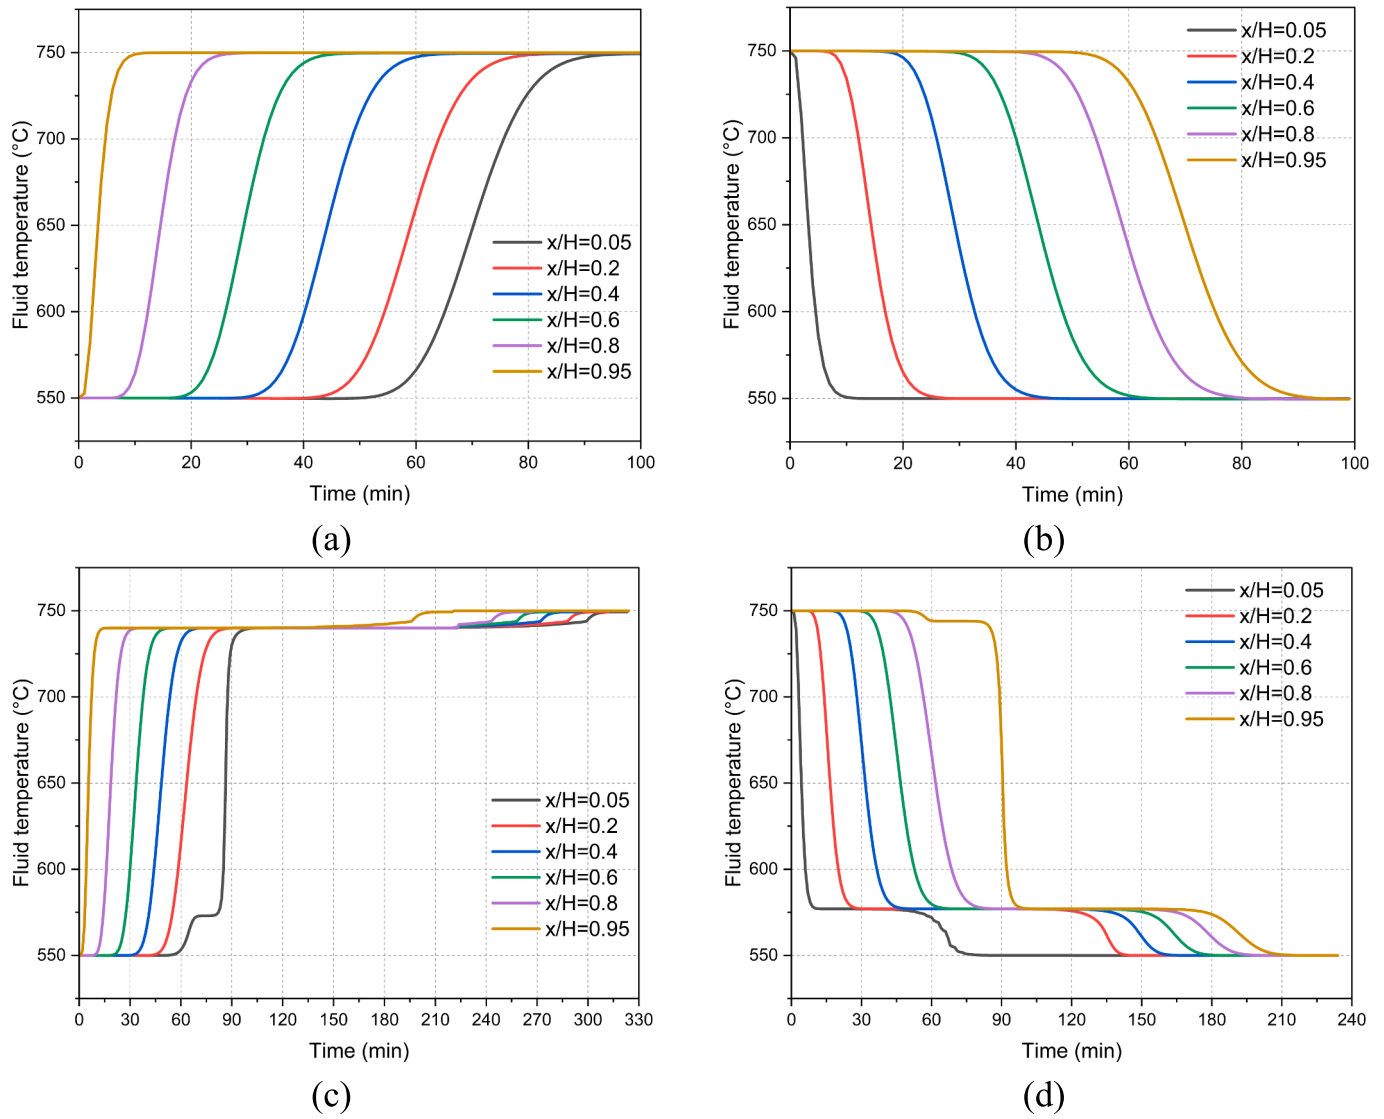 750
700
650
600
550
Fluid temperature (°C)
x/H=0.05
x/H=0.2
x/H=0.4
x/H=0.6
x/H=0.8
x/H=0.95
0 20 40 60 80 100
Time (min)
(a)
750
700
650
600
550
Fluid temperature (°C)
x/H=0.05
x/H=0.2
x/H=0.4
x/H=0.6
x/H=0.8
x/H=0.95
0 20 40 60 80 100
Time (min)
(b)
750
700
650
600
550
Fluid temperature (°C)
x/H=0.05
x/H=0.2
x/H=0.4
x/H=0.6
x/H=0.8
x/H=0.95
0 30 60 90 120 150 180 210 240 270 300 330
Time (min)
(c)
750
700
650
600
550
Fluid temperature (°C)
x/H=0.05
x/H=0.2
x/H=0.4
x/H=0.6
x/H=0.8
x/H=0.95
0 30 60 90 120 150 180 210 240
Time (min)
(d)